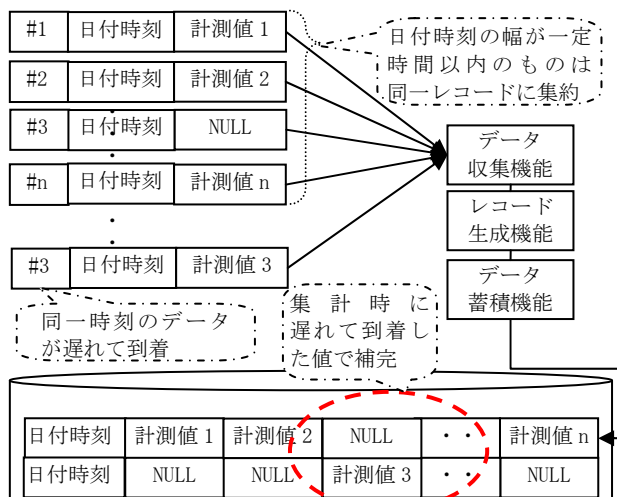 #1 日付時刻 計測値 1
#2 日付時刻 計測値 2
#3 日付時刻 NULL
・
#n 日付時刻 計測値 n
・
・
#3 日付時刻 計測値 3
日付時刻の幅が一定
時間以内のものは
同一レコードに集約
データ
収集機能
レコード
生成機能
データ
蓄積機能
同一時刻のデータ
が遅れて到着
集計時に
遅れて到着し
た値で補完
日付時刻 計測値 1 計測値 2 NULL ・・ 計測値 n
日付時刻 NULL NULL 計測値 3 ・・ NULL